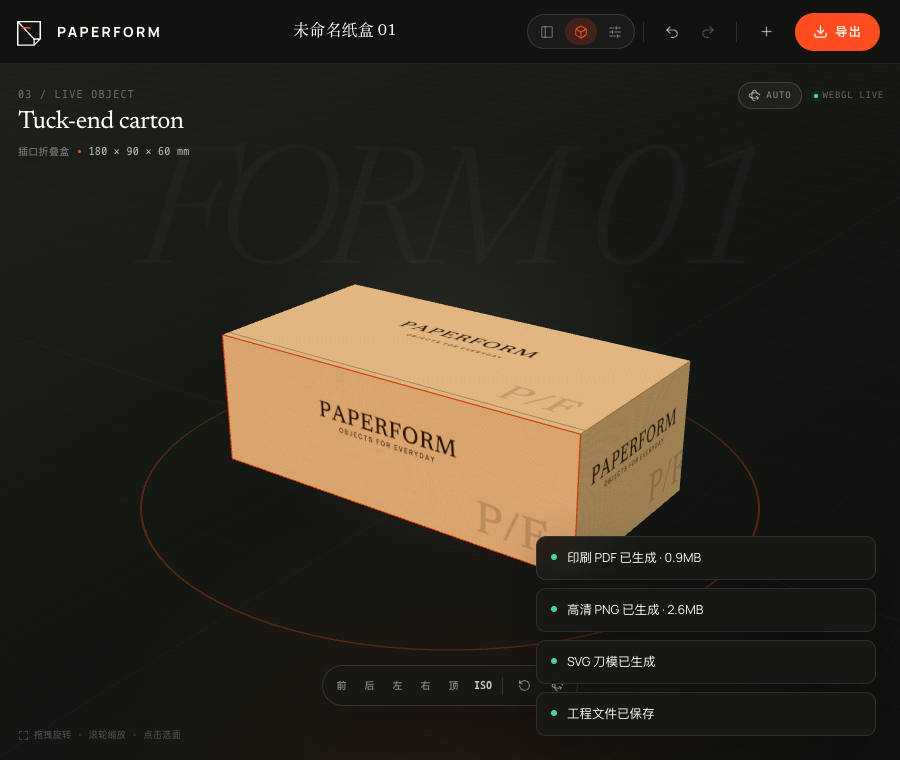 PAPERFORM
未命名纸盒 01
导出
03 / LIVE OBJECT
AUTO
WEBGL LIVE
Tuck-end carton
插口折叠盒 • 180 × 90 × 60 mm
FORM 01
PAPERFORM
OBJECTS FOR EVERYDAY
P/F
PAPERFORM
OBJECTS FOR EVERYDAY
P/F
PAPERFORM
OBJECTS FOR EVERYDAY
P/F
印刷 PDF 已生成 · 0.9MB
高清 PNG 已生成 · 2.6MB
SVG 刀模已生成
前 后 左 右 顶 ISO
工程文件已保存
拖拽旋转 · 滚轮缩放 · 点击选面